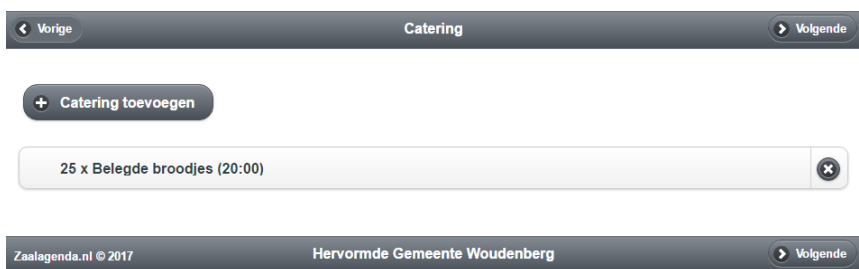 Vorige Catering Volgende
Catering toevoegen
25 x Belegde broodjes (20:00)
Zaalagenda.nl © 2017 Hervormde Gemeente Woudenberg Volgende